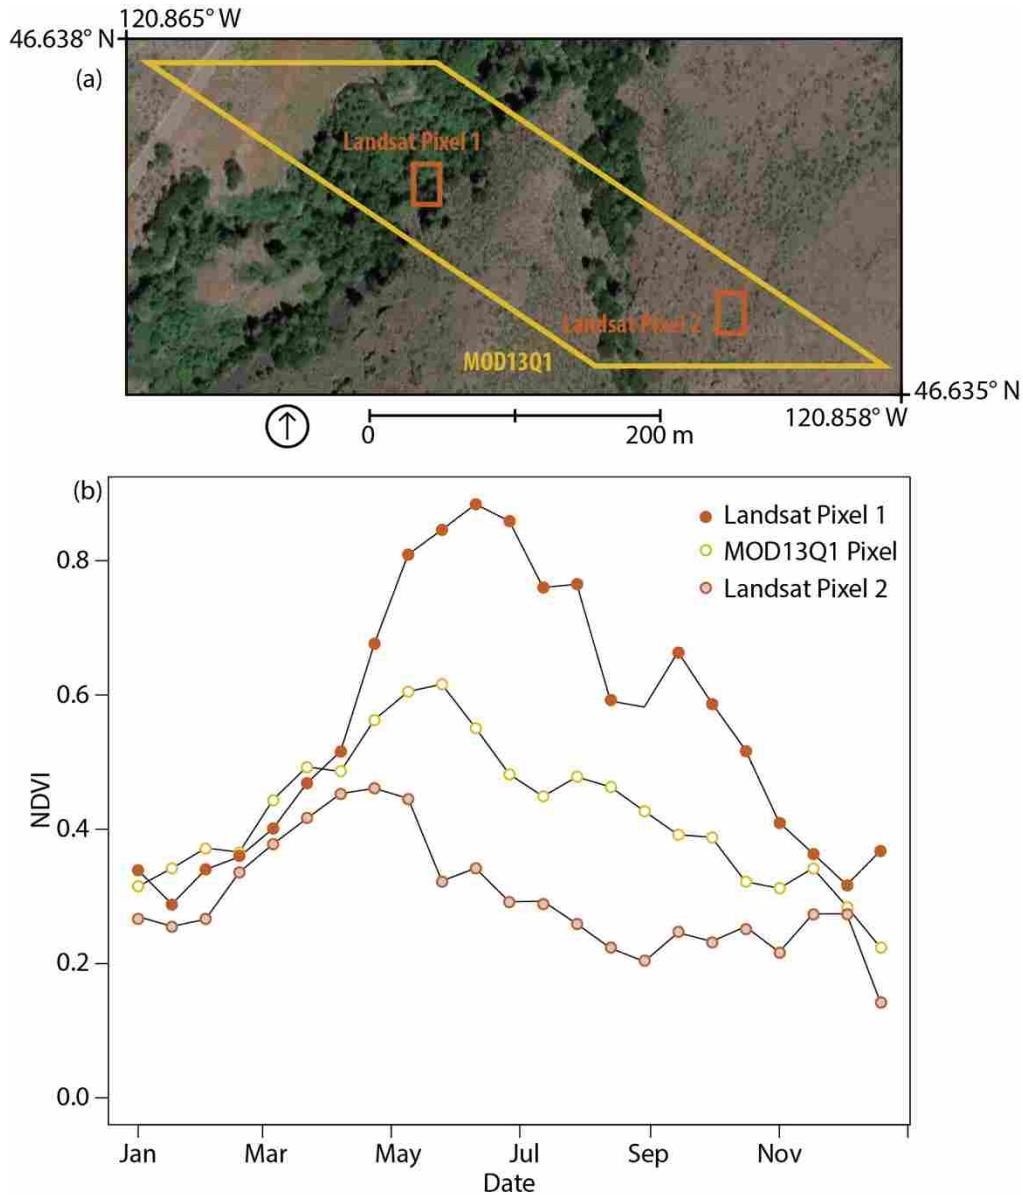 120.865° W
46.638° N
(a)
Landsat Pixel 1
Landsat Pixel 2
MOD13Q1
46.635° N
120.858° W
0
200 m
(b)
Landsat Pixel 1
MOD13Q1 Pixel
Landsat Pixel 2
0.8
0.6
0.4
0.2
0.0
NDVI
Jan Mar May Jul Sep Nov
Date